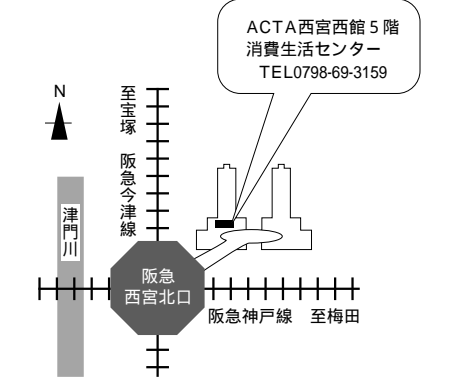 ACTA西宮西館5階
消費生活センター
TEL0798-69-3159
N
至宝塚 阪急今津線
津門川
阪急
西宮北口
阪急神戸線 至梅田